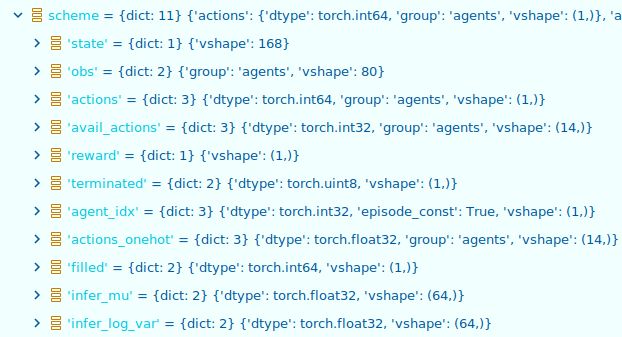 scheme = {dict: 11} {'actions': {'dtype': torch.int64, 'group': 'agents', 'vshape': (1,)}, 'a
'state' = {dict: 1} {'vshape': 168}
'obs' = {dict: 2} {'group': 'agents', 'vshape': 80}
'actions' = {dict: 3} {'dtype': torch.int64, 'group': 'agents', 'vshape': (1,)}
'avail_actions' = {dict: 3} {'dtype': torch.int32, 'group': 'agents', 'vshape': (14,)}
'reward' = {dict: 1} {'vshape': (1,)}
'terminated' = {dict: 2} {'dtype': torch.uint8, 'vshape': (1,)}
'agent_idx' = {dict: 3} {'dtype': torch.int32, 'episode_const': True, 'vshape': (1,)}
'actions_onehot' = {dict: 3} {'dtype': torch.float32, 'group': 'agents', 'vshape': (14,)}
'filled' = {dict: 2} {'dtype': torch.int64, 'vshape': (1,)}
'infer_mu' = {dict: 2} {'dtype': torch.float32, 'vshape': (64,)}
'infer_log_var' = {dict: 2} {'dtype': torch.float32, 'vshape': (64,)}